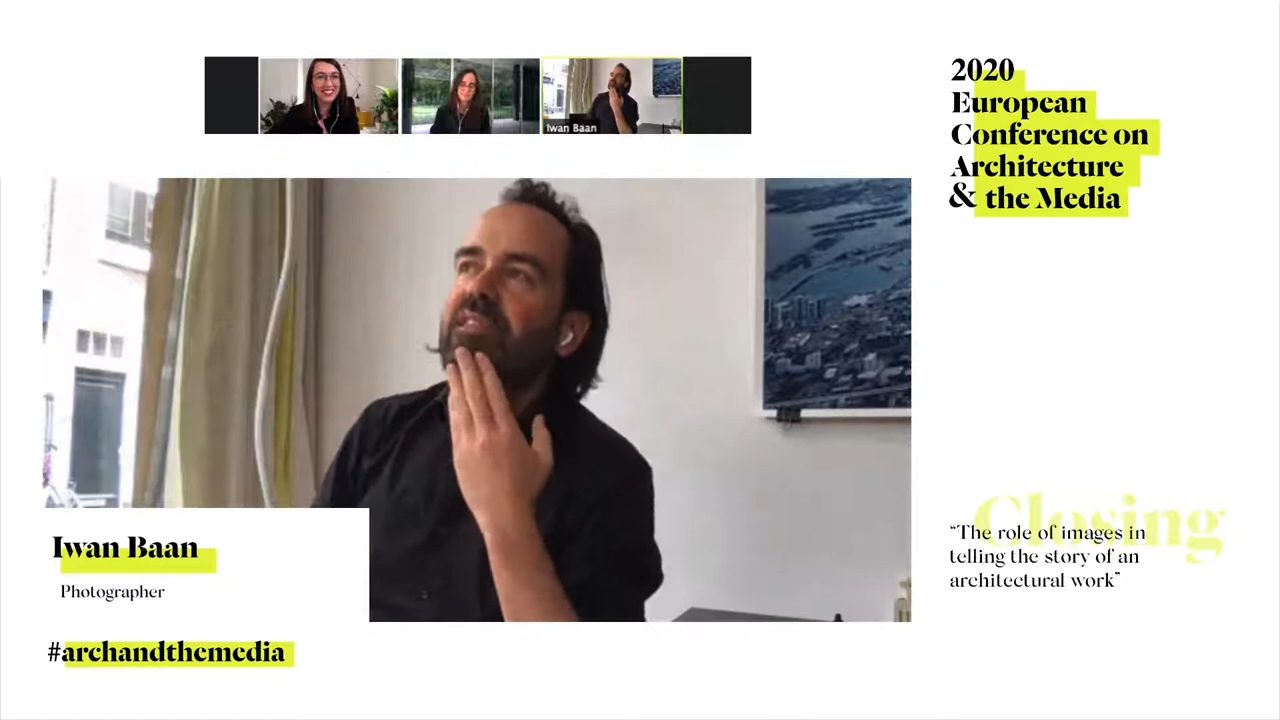 Iwan Baan
2020
European
Conference on
Architecture
& the Media
Iwan Baan
Photographer
#archandthemedia
Closing
“The role of images in
telling the story of an
architectural work”